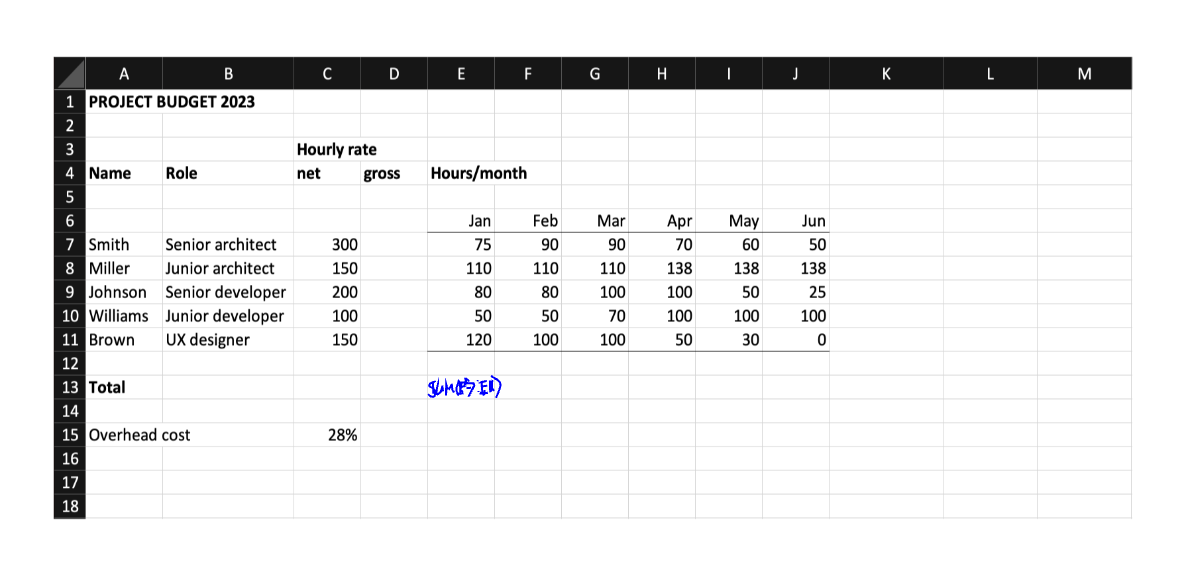 A B C D E F G H I J K L M
1 PROJECT BUDGET 2023
2
3 Hourly rate
4 Name Role net gross Hours/month
5
6 Jan Feb Mar Apr May Jun
7 Smith Senior architect 300 75 90 90 70 60 50
8 Miller Junior architect 150 110 110 110 138 138 138
9 Johnson Senior developer 200 80 80 100 100 50 25
10 Williams Junior developer 100 50 50 70 100 100 100
11 Brown UX designer 150 120 100 100 50 30 0
12
13 Total
14
15 Overhead cost 28%
16
17
18